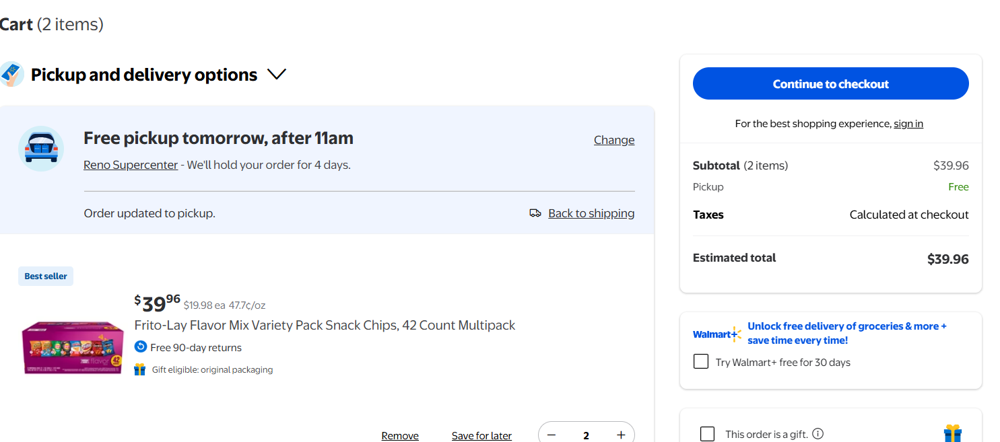 Cart (2 items)
Pickup and delivery options
Free pickup tomorrow, after 11am
Change
Reno Supercenter - We'll hold your order for 4 days.
Order updated to pickup.
Back to shipping
Best seller
$39.96 $19.98 ea 47.7¢/oz
Frito-Lay Flavor Mix Variety Pack Snack Chips, 42 Count Multipack
Free 90-day returns
Gift eligible: original packaging
flavor
42
Remove
Save for later
− 2 +
Continue to checkout
For the best shopping experience, sign in
Subtotal (2 items) $39.96
Pickup Free
Taxes Calculated at checkout
Estimated total $39.96
Walmart+
Unlock free delivery of groceries & more +
save time every time!
Try Walmart+ free for 30 days
This order is a gift.